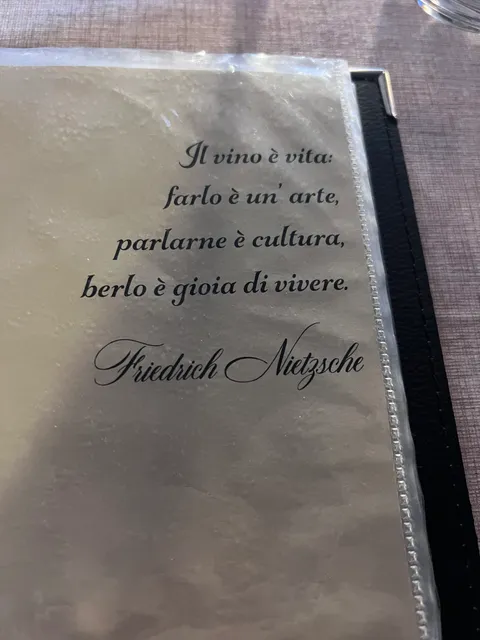 Il vino è vita:
farlo è un' arte,
parlarne è cultura,
berlo è gioia di vivere.
Friedrich Nietzsche